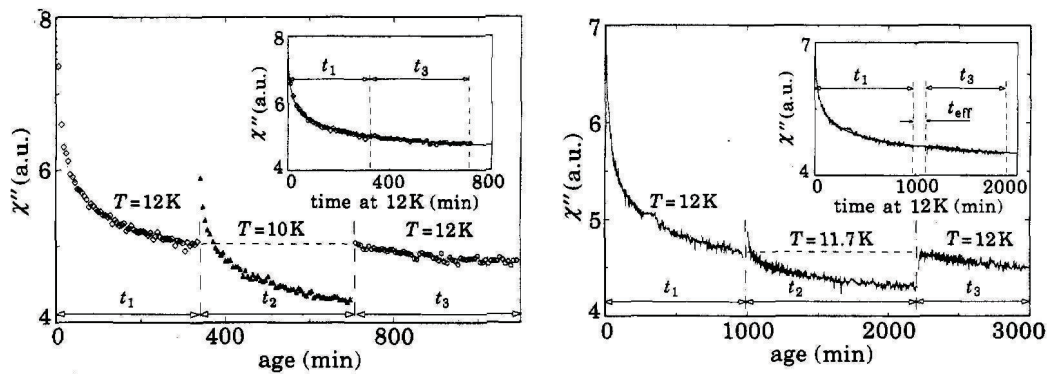 8
6
4
χ″ (a.u.)
T = 12K
T = 10K
T = 12K
t₁
t₂
t₃
0
400
800
age (min)
8
6
4
χ″ (a.u.)
t₁
t₃
0
400
800
time at 12K (min)
7
6
5
4
χ″ (a.u.)
T = 12K
T = 11.7K
T = 12K
t₁
t₂
t₃
0
1000
2000
3000
age (min)
7
4
χ″ (a.u.)
t₁
t₃
t_eff
0
1000
2000
time at 12K (min)